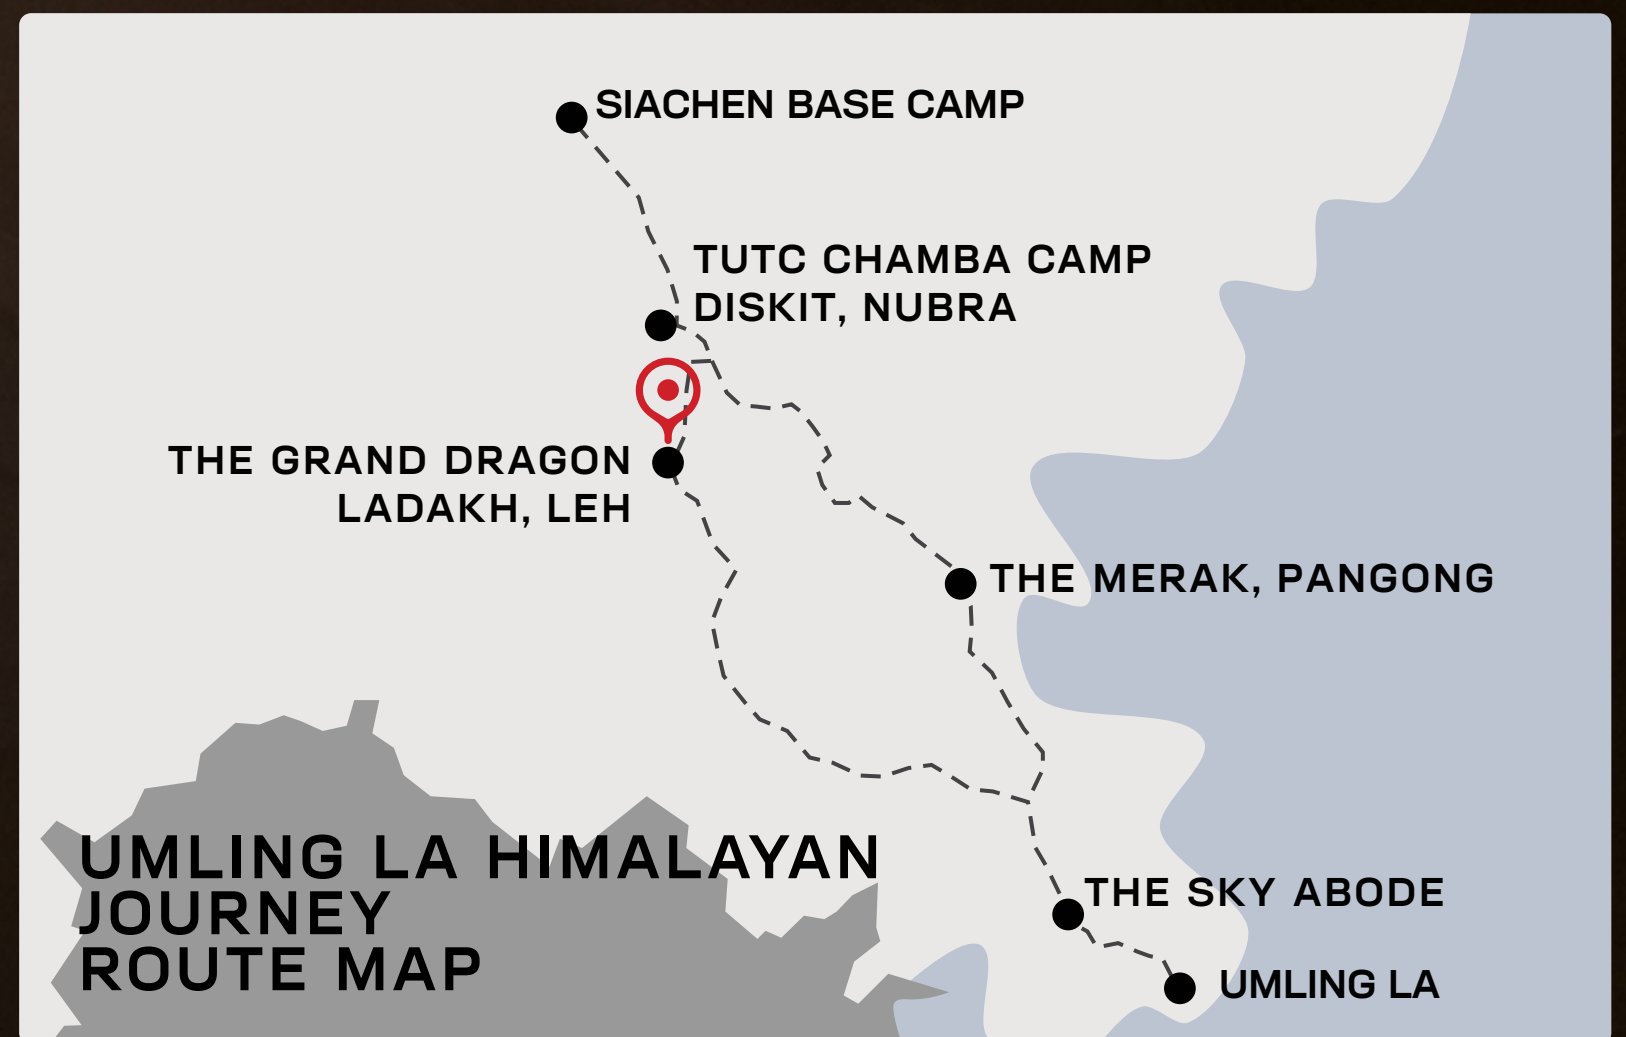 SIACHEN BASE CAMP
TUTC CHAMBA CAMP
DISKIT, NUBRA
THE GRAND DRAGON
LADAKH, LEH
THE MERAK, PANGONG
UMLING LA HIMALAYAN
JOURNEY
ROUTE MAP
THE SKY ABODE
UMLING LA